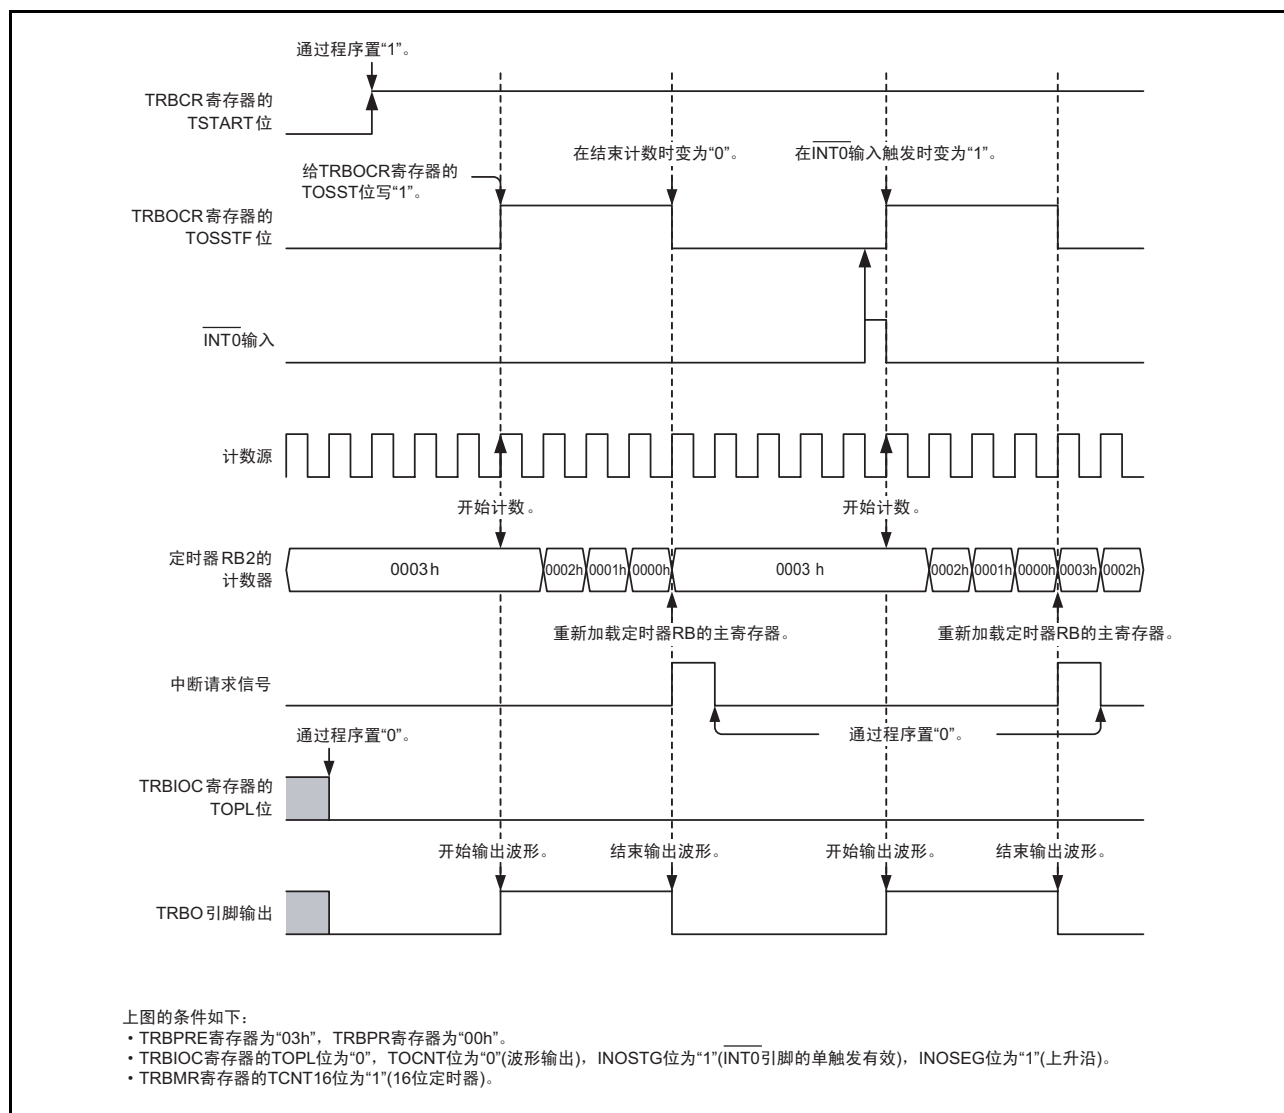 通过程序置“1”。
TRBCR寄存器的
TSTART位
在结束计数时变为“0”。
在INT0输入触发时变为“1”。
给TRBOCR寄存器的
TOSST位写“1”。
TRBOCR寄存器的
TOSSTF位
INT0输入
计数源
开始计数。
开始计数。
定时器RB2的
计数器
0003h
0002h
0001h
0000h
0003 h
0002h
0001h
0000h
0003h
0002h
重新加载定时器RB的主寄存器。
重新加载定时器RB的主寄存器。
中断请求信号
通过程序置“0”。
通过程序置“0”。
TRBIOC寄存器的
TOPL位
开始输出波形。
结束输出波形。
开始输出波形。
结束输出波形。
TRBO引脚输出
上图的条件如下:
・TRBPRE寄存器为“03h”，TRBPR寄存器为“00h”。
・TRBIOC寄存器的TOPL位为“0”，TOCNT位为“0”(波形输出)，INOSTG位为“1”(INT0引脚的单触发有效)，INOSEG位为“1”(上升沿)。
・TRBMR寄存器的TCNT16位为“1”(16位定时器)。